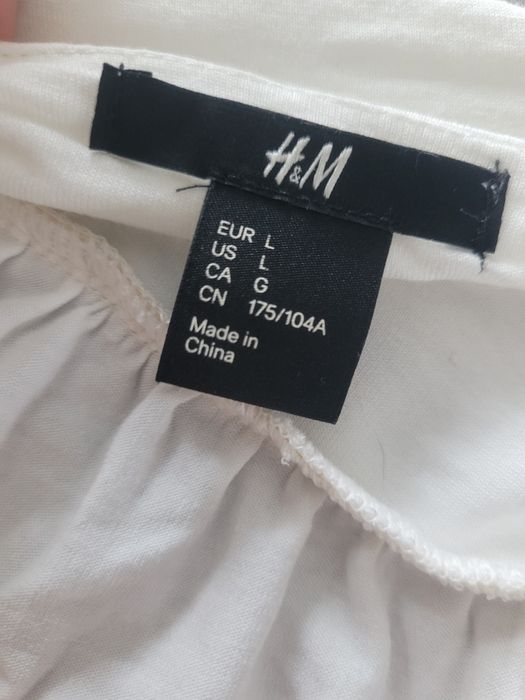 H&M
EUR L
US L
CA G
CN 175/104A
Made in
China